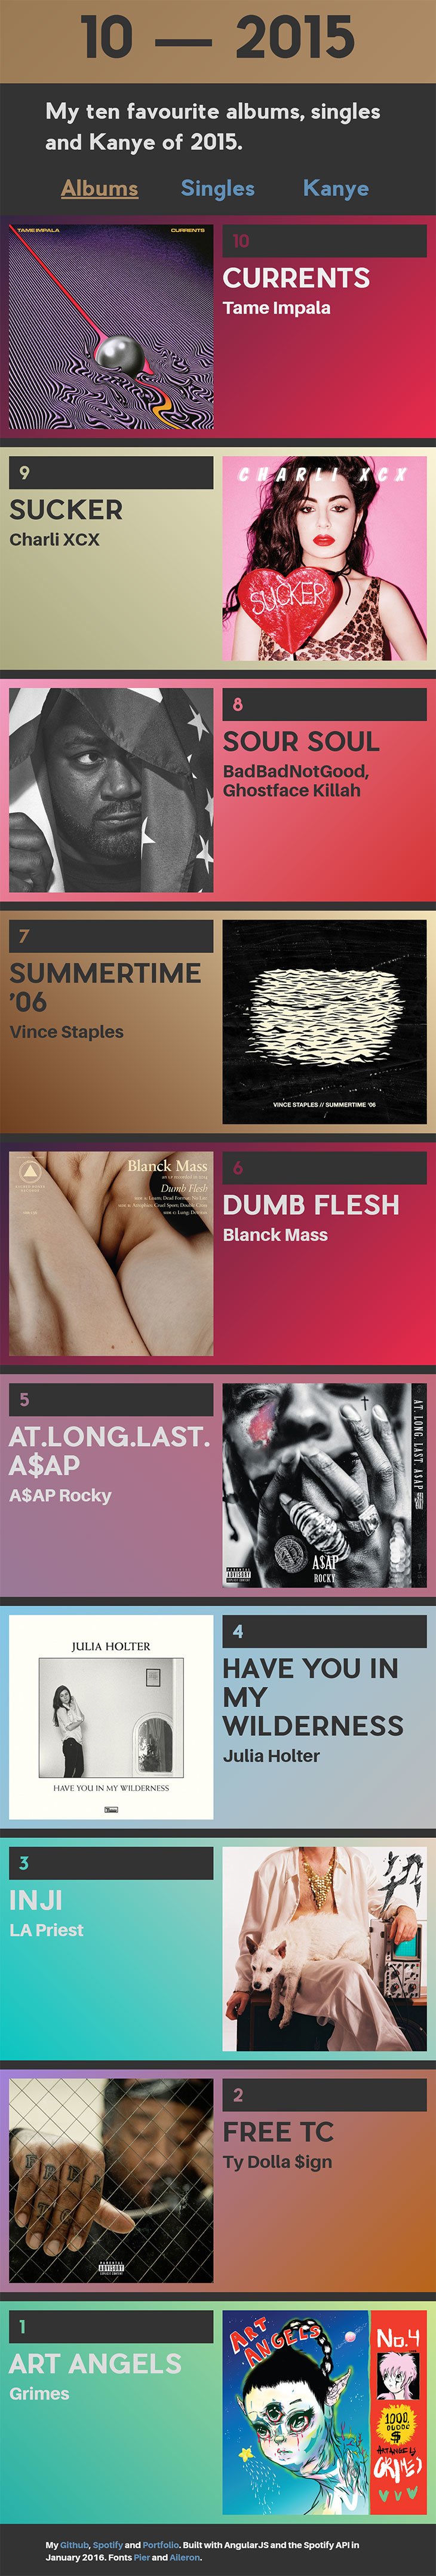 10 — 2015
My ten favourite albums, singles
and Kanye of 2015.
Albums Singles Kanye
TAME IMPALA CURRENTS
10
CURRENTS
Tame Impala
9
SUCKER
Charli XCX
CHARLI XCX
SUCKER
8
SOUR SOUL
BadBadNotGood,
Ghostface Killah
7
SUMMERTIME
’06
Vince Staples
VINCE STAPLES // SUMMERTIME ’06
Blanck Mass
Dumb Flesh
6
DUMB FLESH
Blanck Mass
5
AT.LONG.LAST.
A$AP
A$AP Rocky
AT. LONG. LAST. A$AP
A$AP
ROCKY
JULIA HOLTER
HAVE YOU IN MY WILDERNESS
4
HAVE YOU IN
MY
WILDERNESS
Julia Holter
3
INJI
LA Priest
PARENTAL
ADVISORY
2
FREE TC
Ty Dolla $ign
1
ART ANGELS
Grimes
ART
ANGELS
No.4
GRIMES
My Github, Spotify and Portfolio. Built with AngularJS and the Spotify API in
January 2016. Fonts Pier and Aileron.